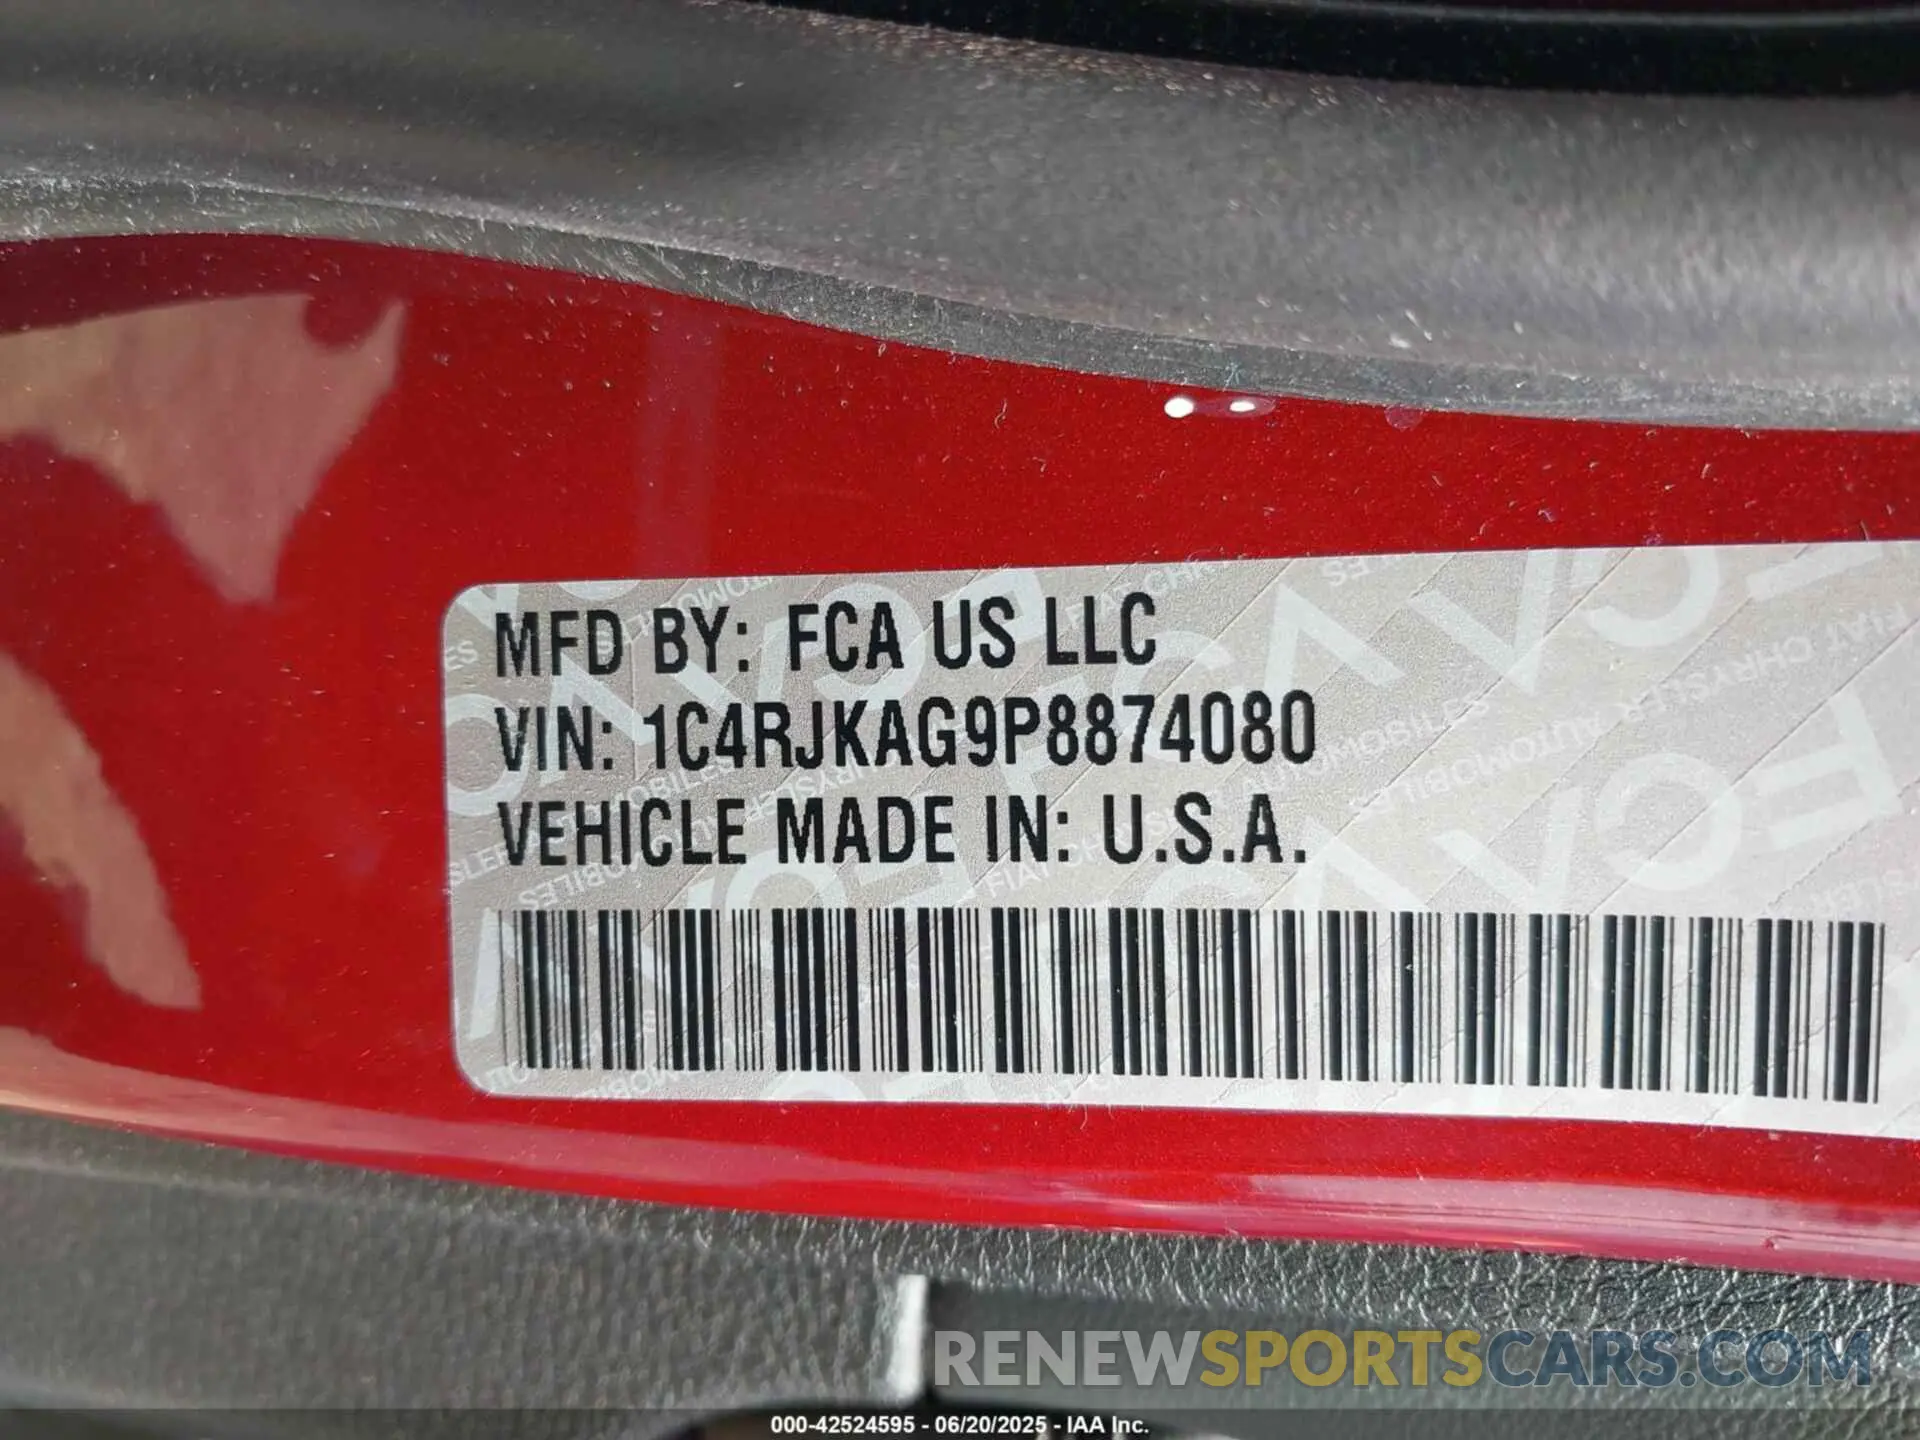 MFD BY: FCA US LLC
VIN: 1C4RJKAG9P8874080
VEHICLE MADE IN: U.S.A.
RENEWSPORTSCARS.COM
000-42524595 - 06/20/2025 - IAA Inc.